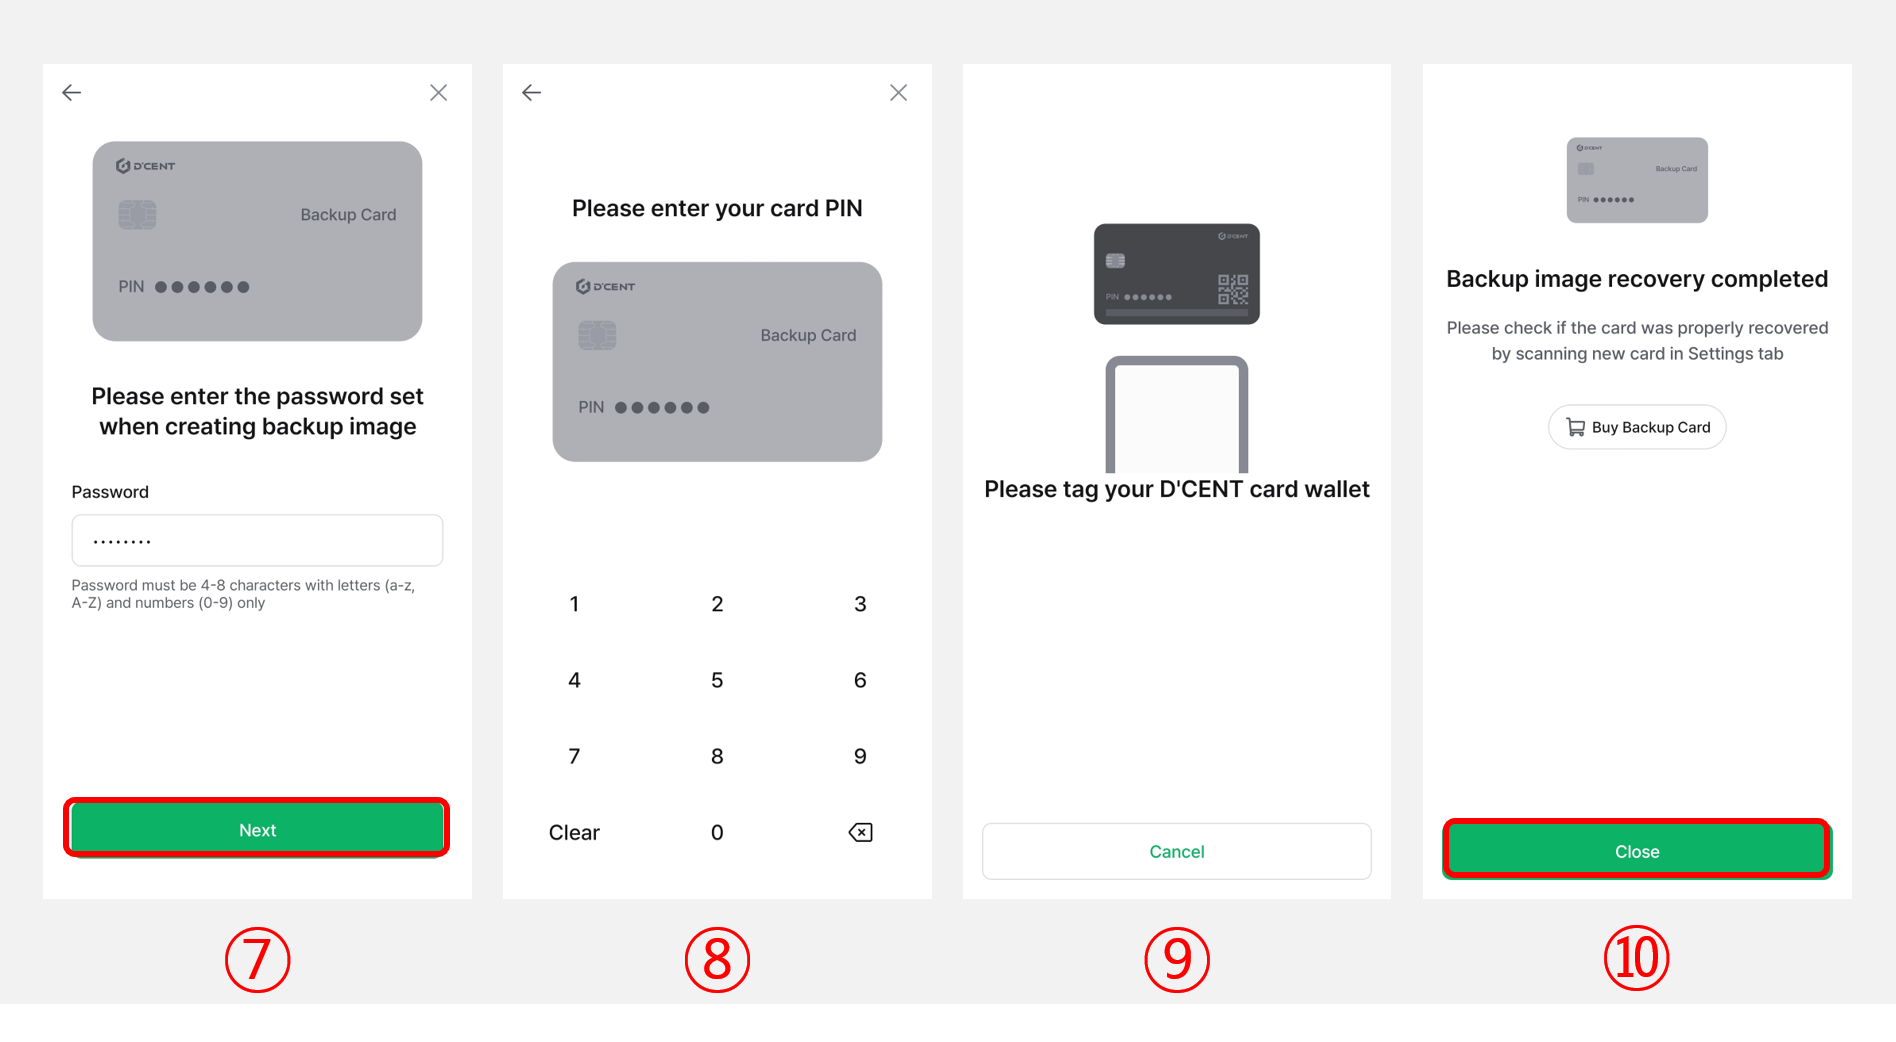 D'CENT
Backup Card
PIN ●●●●●●
Please enter the password set
when creating backup image
Password
........
Password must be 4-8 characters with letters (a-z,
A-Z) and numbers (0-9) only
Next
⑦
Please enter your card PIN
D'CENT
Backup Card
PIN ●●●●●●
1 2 3
4 5 6
7 8 9
Clear 0
⑧
D'CENT
PIN ●●●●●●
Please tag your D'CENT card wallet
Cancel
⑨
D'CENT
Backup Card
PIN ●●●●●●
Backup image recovery completed
Please check if the card was properly recovered
by scanning new card in Settings tab
Buy Backup Card
Close
⑩